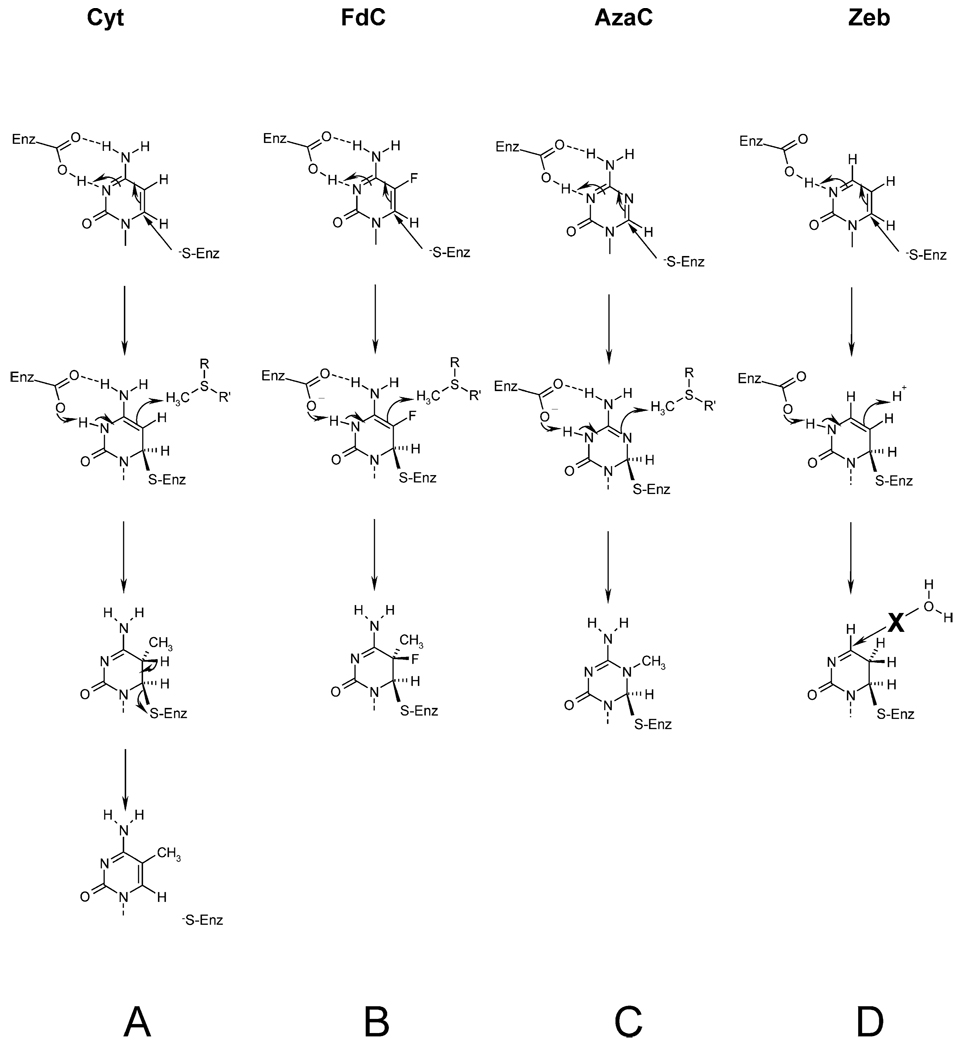 Cyt FdC AzaC Zeb
Enz O H H Enz O H H Enz O H H Enz O
O N O N O N O H
H N H H N F H N N H N H
O N H O N H O N H O N H
-S-Enz -S-Enz -S-Enz -S-Enz
R R R
Enz O H H S Enz O H H S Enz O H H S Enz O H+
O N H3C R' O- N H3C R' O- N H3C R' O H
H N H H N F H N N H N H
O N H O N H O N H O N H
S-Enz S-Enz S-Enz S-Enz
H H H H H H H
N CH3 N CH3 N X O H
N H N F N N CH3 H H
O N H O N H O N H N H
S-Enz S-Enz S-Enz O N H
S-Enz
H H
N
N CH3
O N H
-S-Enz
A B C D